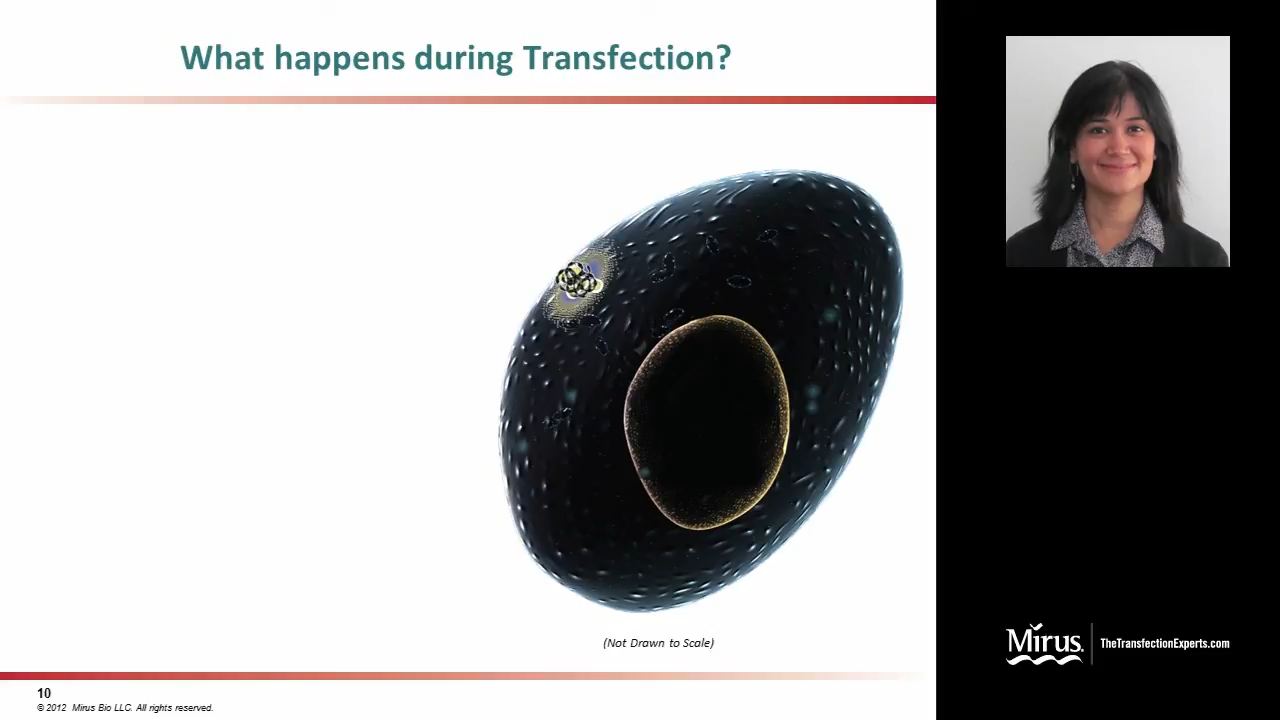 What happens during Transfection?
(Not Drawn to Scale)
10
© 2012 Mirus Bio LLC. All rights reserved.
Mirus.
TheTransfectionExperts.com